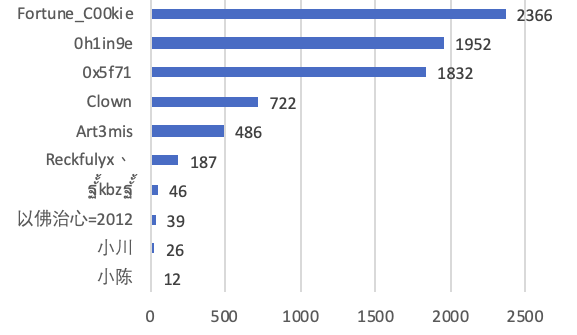 Fortune_C00kie 2366
0h1in9e 1952
0x5f71 1832
Clown 722
Art3mis 486
Reckfulyx、 187
kbz 46
以佛治心=2012 39
小川 26
小陈 12
0 500 1000 1500 2000 2500